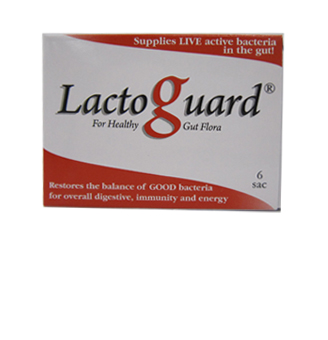 Supplies LIVE active bacteria
in the gut!
Lactoguard®
For Healthy Gut Flora
6
sac
Restores the balance of GOOD bacteria
for overall digestive, immunity and energy